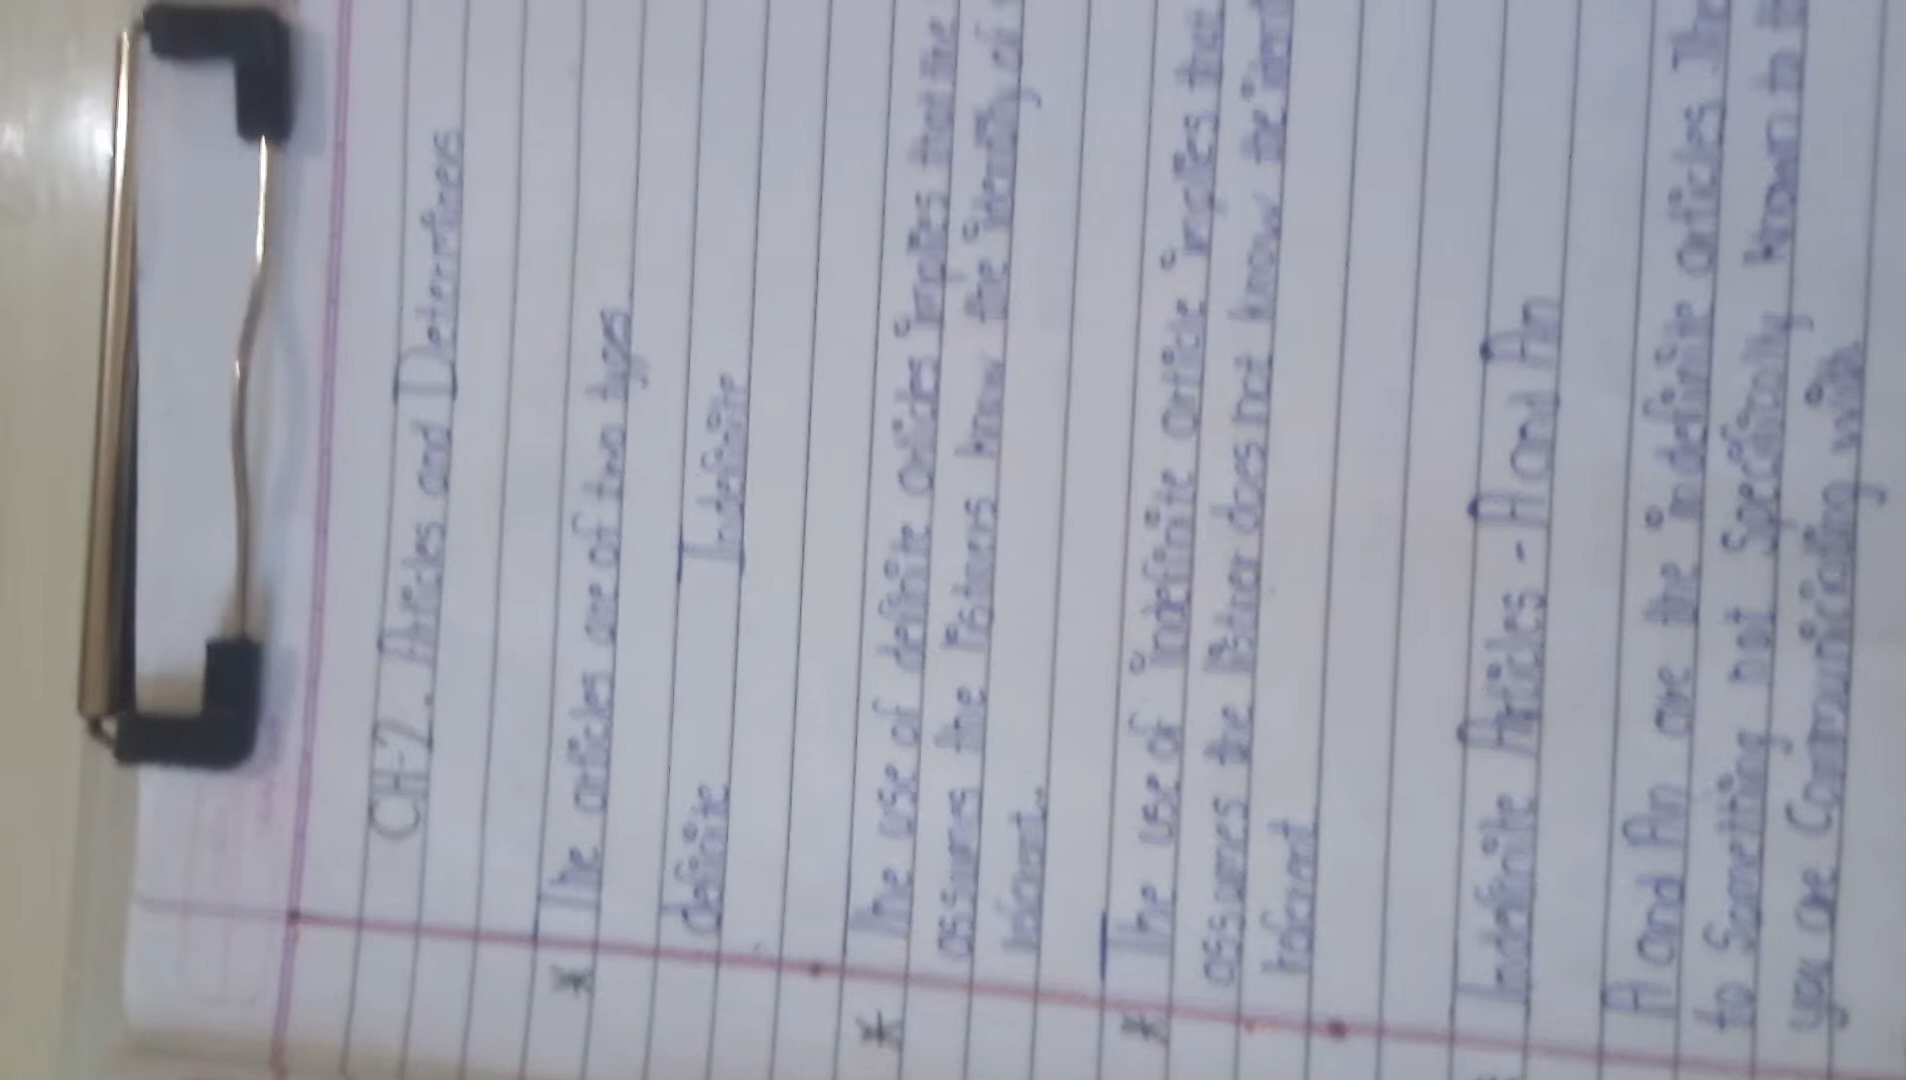 CH-2. Articles and Determiners
* The articles are of two types
definite Indefinite
* The use of definite articles implies that the
assumes the listners know the identity of
referent.
* The use of indefinite article implies that
assumes the listner does not know the
referent
Indefinite Articles - A and An
A and An are the indefinite articles. The
to Something not Specifically known to
you are Communicating with